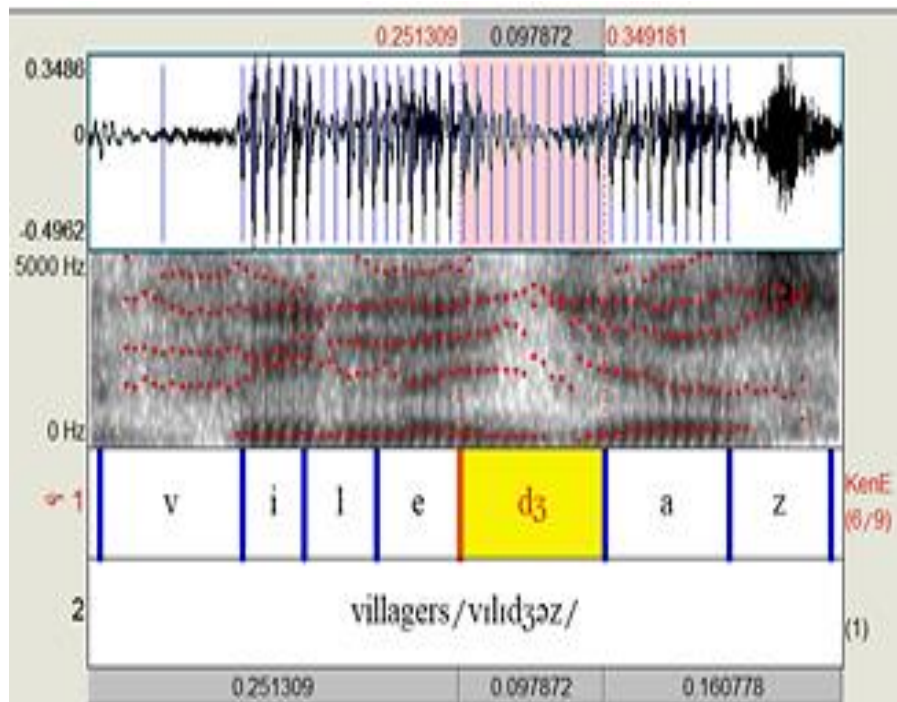 0.251309 0.097872 0.349181
0.3486
0
-0.4962
5000 Hz
0 Hz
1 v i l e dʒ a z KenE
(6/9)
2 villagers/vɪlɪdʒəz/ (1)
0.251309 0.097872 0.160778